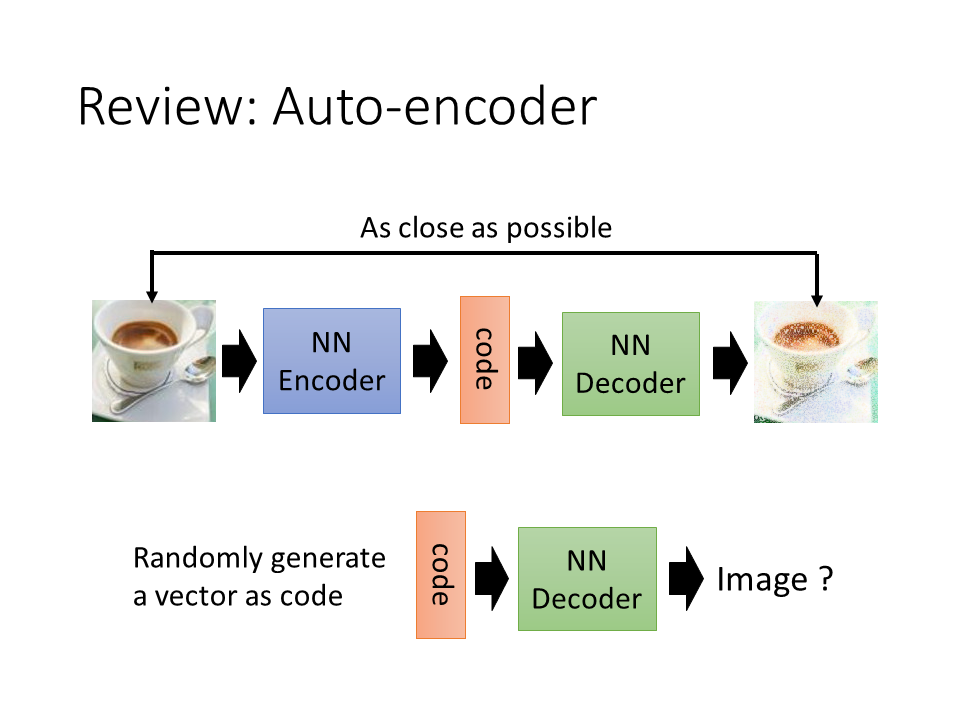 Review: Auto-encoder
As close as possible
NN
Encoder
code
NN
Decoder
Randomly generate
a vector as code
code
NN
Decoder
Image ?